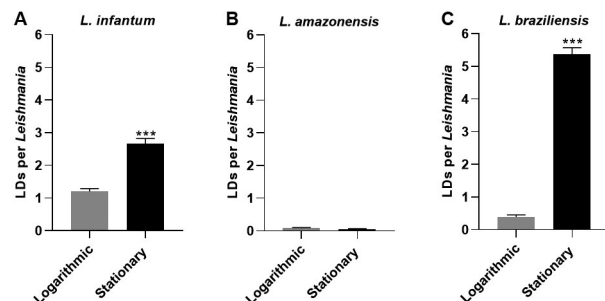 A
L. infantum
LDs per Leishmania
6
5
4
3
2
1
0
***
Logarithmic
Stationary
B
L. amazonensis
LDs per Leishmania
6
5
4
3
2
1
0
Logarithmic
Stationary
C
L. braziliensis
LDs per Leishmania
6
5
4
3
2
1
0
***
Logarithmic
Stationary